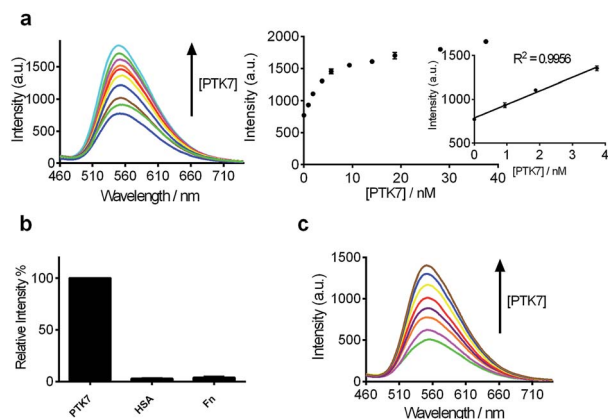 a
Intensity (a.u.)
1500
1000
500
0
460 510 560 610 660 710
Wavelength / nm
[PTK7]
Intensity (a.u.)
2000
1500
1000
500
0
0 10 20 30 40
[PTK7] / nM
Intensity (a.u.)
1500
1000
500
R² = 0.9956
0 1 2 3 4
[PTK7] / nM
b
Relative Intensity %
100
50
0
PTK7 HSA Fn
c
Intensity (a.u.)
1500
1000
500
0
460 510 560 610 660 710
Wavelength / nm
[PTK7]